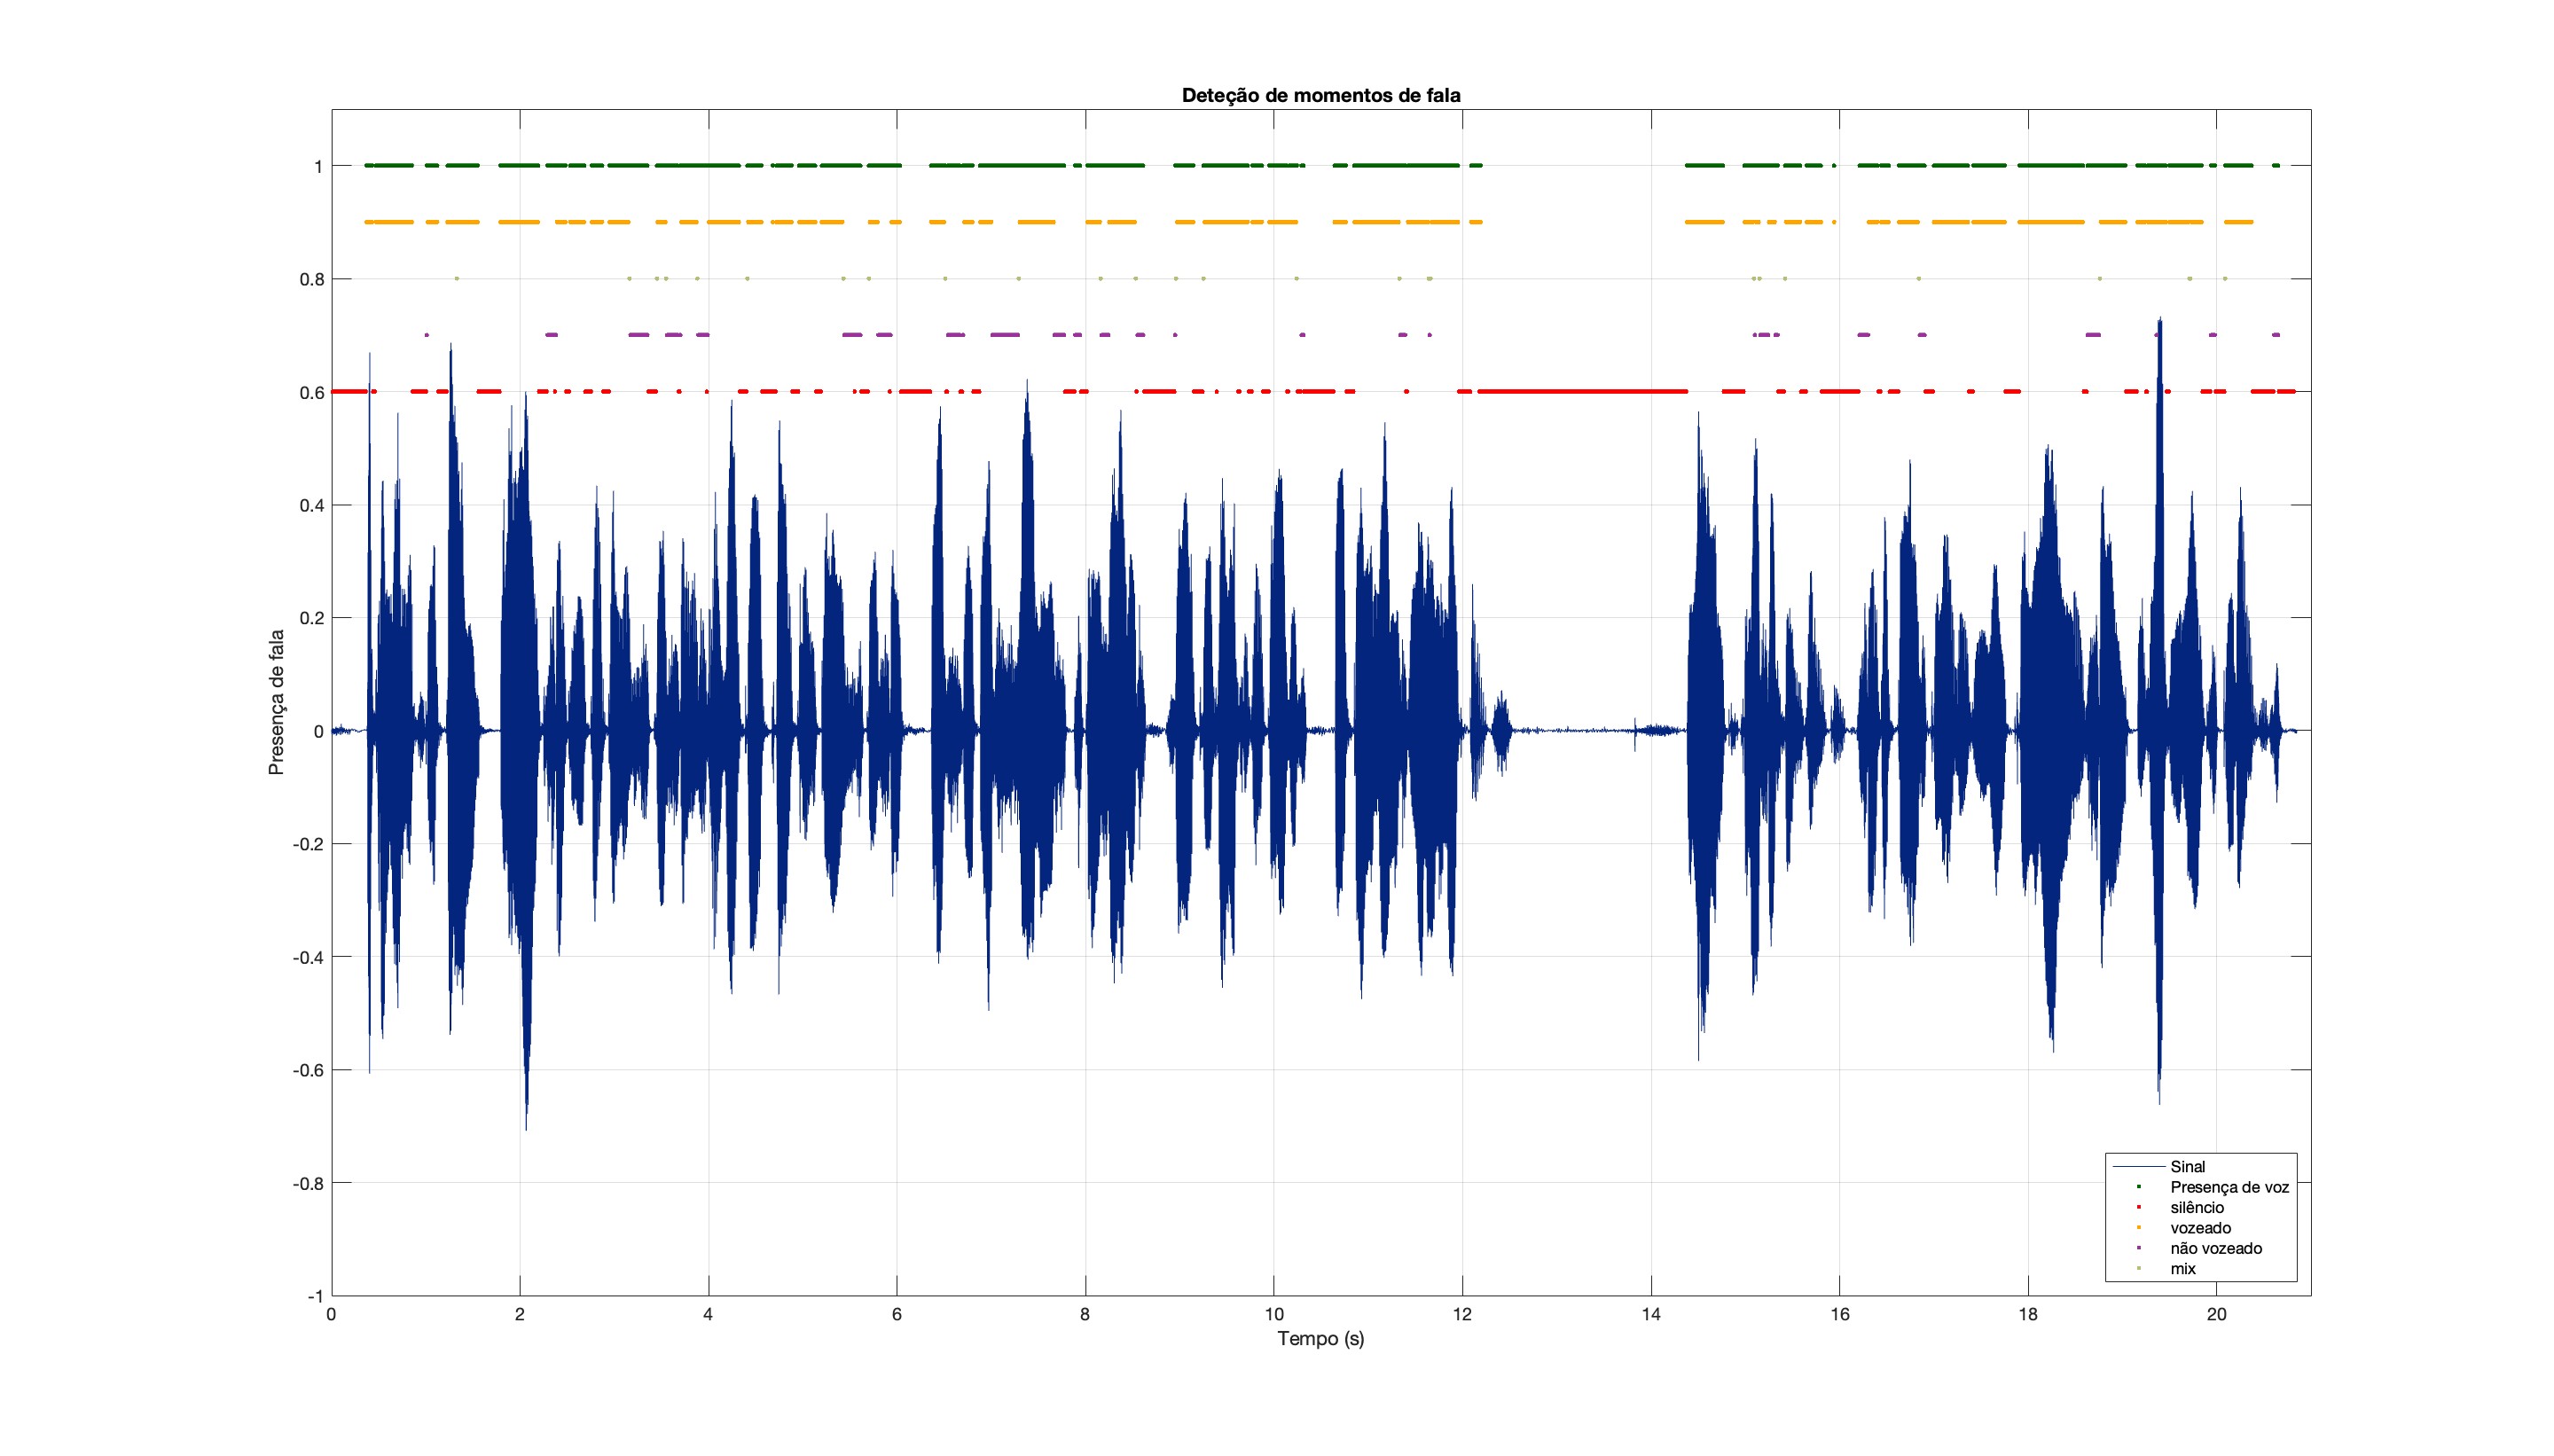 Deteção de momentos de fala
1
0.8
0.6
0.4
0.2
0
-0.2
-0.4
-0.6
-0.8
-1
Presença de fala
0 2 4 6 8 10 12 14 16 18 20
Tempo (s)
Sinal
Presença de voz
silêncio
vozeado
não vozeado
mix